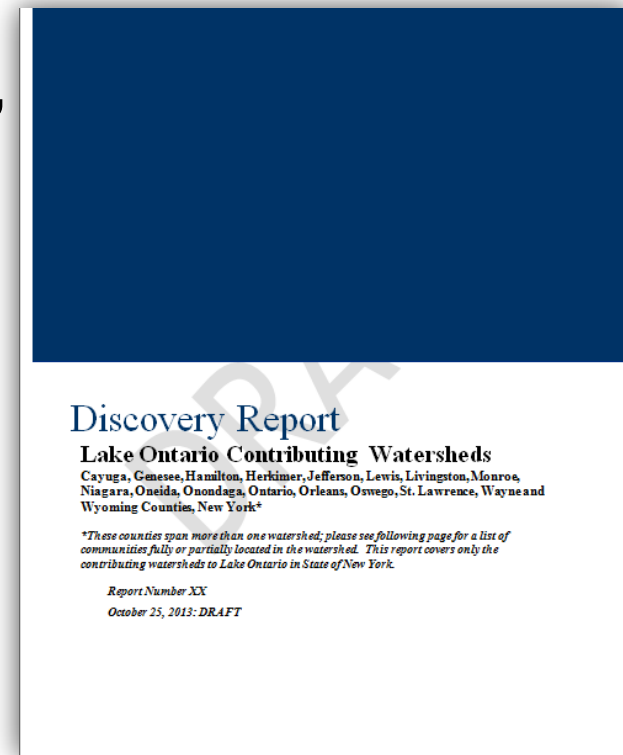 Discovery Report
Lake Ontario Contributing Watersheds
Cayuga, Genesee, Hamilton, Herkimer, Jefferson, Lewis, Livingston, Monroe,
Niagara, Oneida, Onondaga, Ontario, Orleans, Oswego, St. Lawrence, Wayne and
Wyoming Counties, New York*
*These counties span more than one watershed; please see following page for a list of
communities fully or partially located in the watershed. This report covers only the
contributing watersheds to Lake Ontario in State of New York.
Report Number XX
October 25, 2013: DRAFT